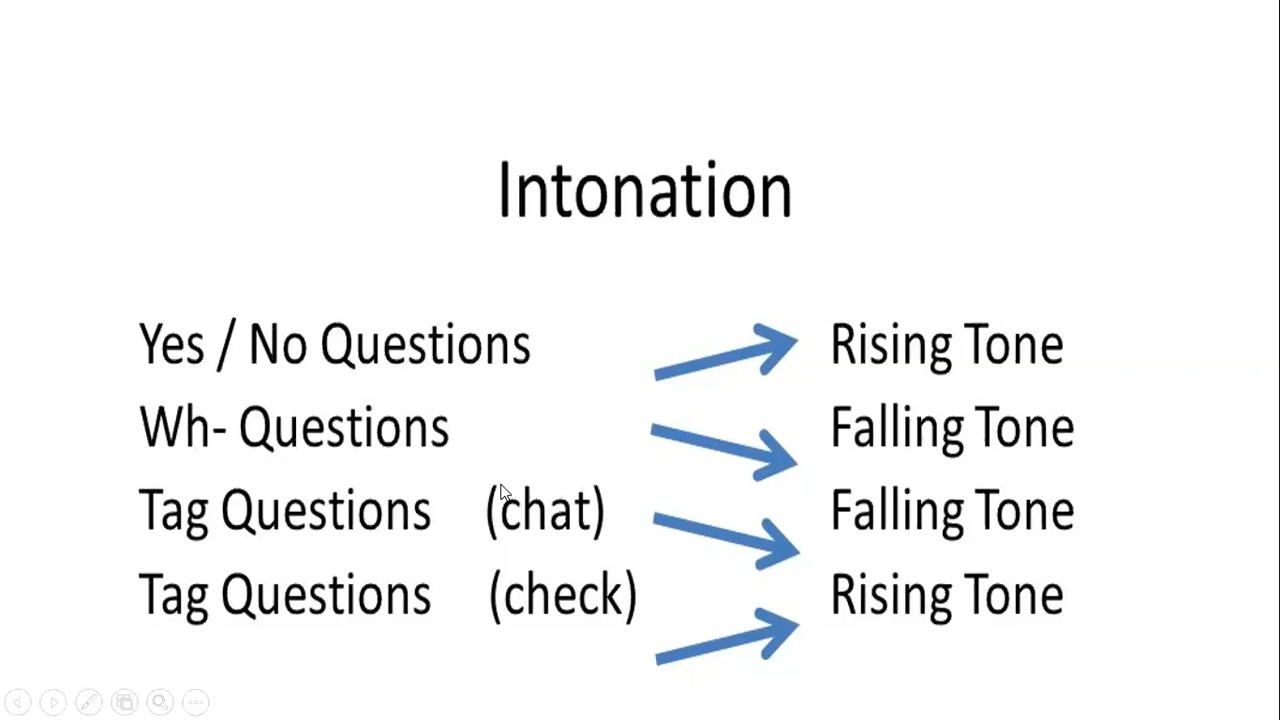 Intonation
Yes / No Questions Rising Tone
Wh- Questions Falling Tone
Tag Questions (chat) Falling Tone
Tag Questions (check) Rising Tone